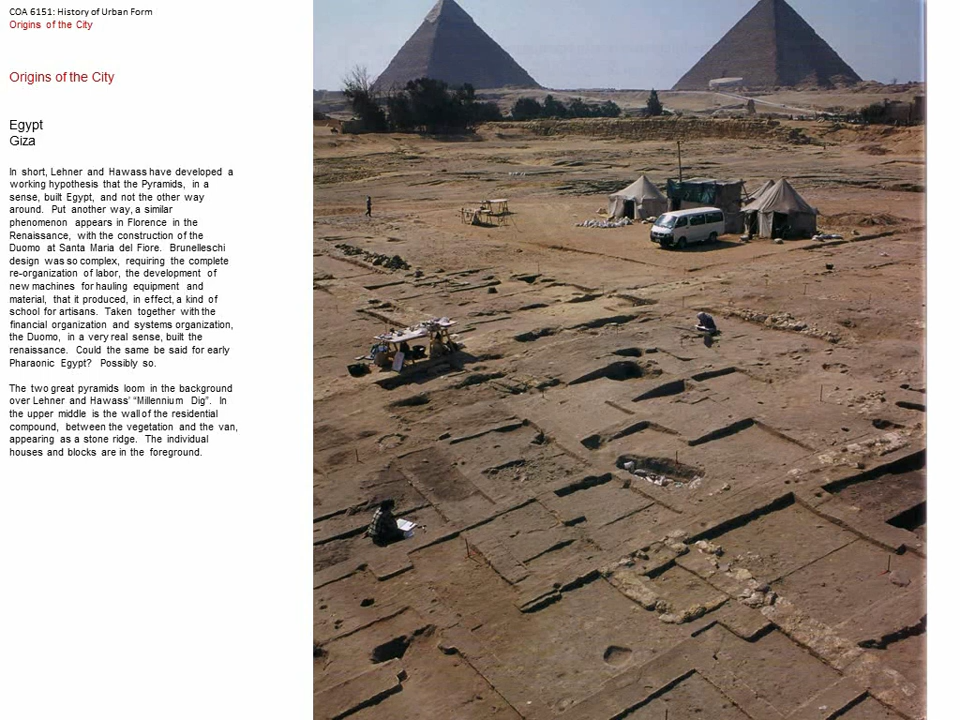 COA 6151: History of Urban Form
Origins of the City
Origins of the City
Egypt
Giza
In short, Lehner and Hawass have developed a
working hypothesis that the Pyramids, in a
sense, built Egypt, and not the other way
around. Put another way, a similar
phenomenon appears in Florence in the
Renaissance, with the construction of the
Duomo at Santa Maria del Fiore. Brunelleschi
design was so complex, requiring the complete
re-organization of labor, the development of
new machines for hauling equipment and
material, that it produced, in effect, a kind of
school for artisans. Taken together with the
financial organization and systems organization,
the Duomo, in a very real sense, built the
renaissance. Could the same be said for early
Pharaonic Egypt? Possibly so.
The two great pyramids loom in the background
over Lehner and Hawass' “Millennium Dig”. In
the upper middle is the wall of the residential
compound, between the vegetation and the van,
appearing as a stone ridge. The individual
houses and blocks are in the foreground.